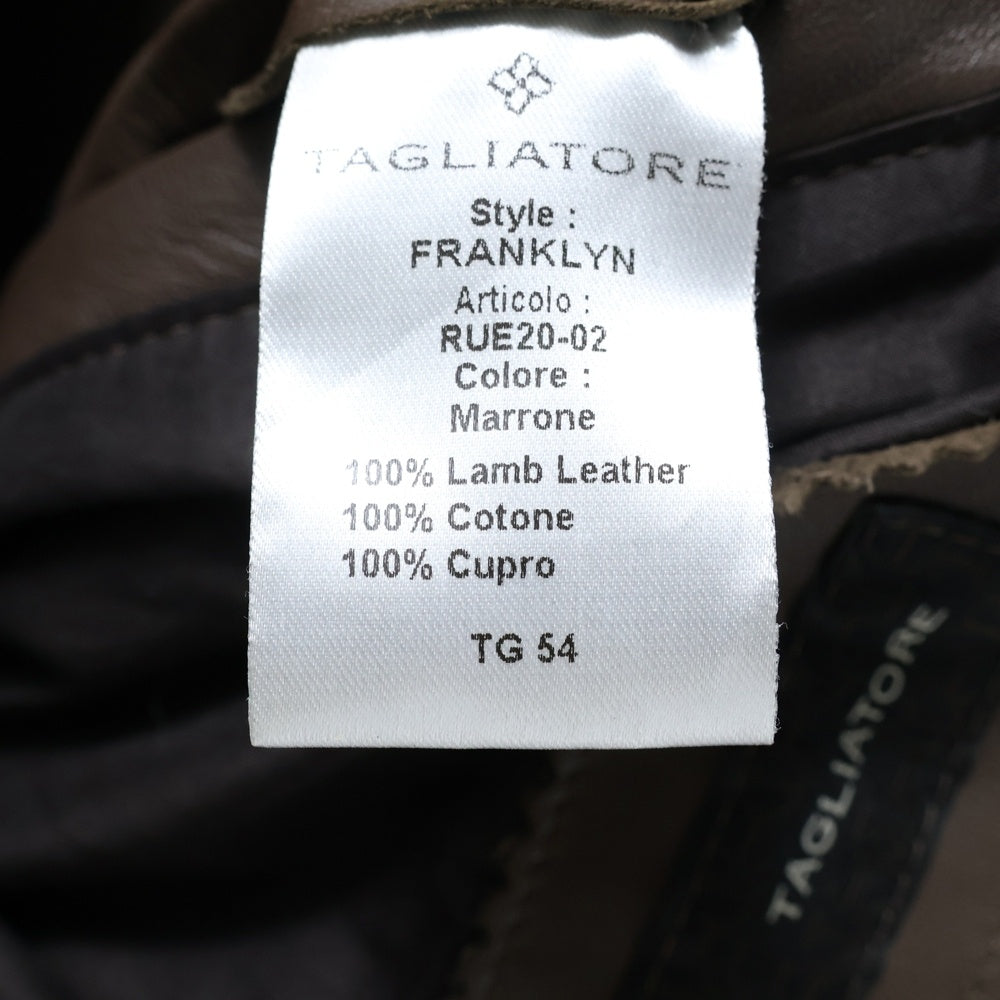 TAGLIATORE
Style :
FRANKLYN
Articolo :
RUE20-02
Colore :
Marrone
100% Lamb Leather
100% Cotone
100% Cupro
TG 54
TAGLIATORE